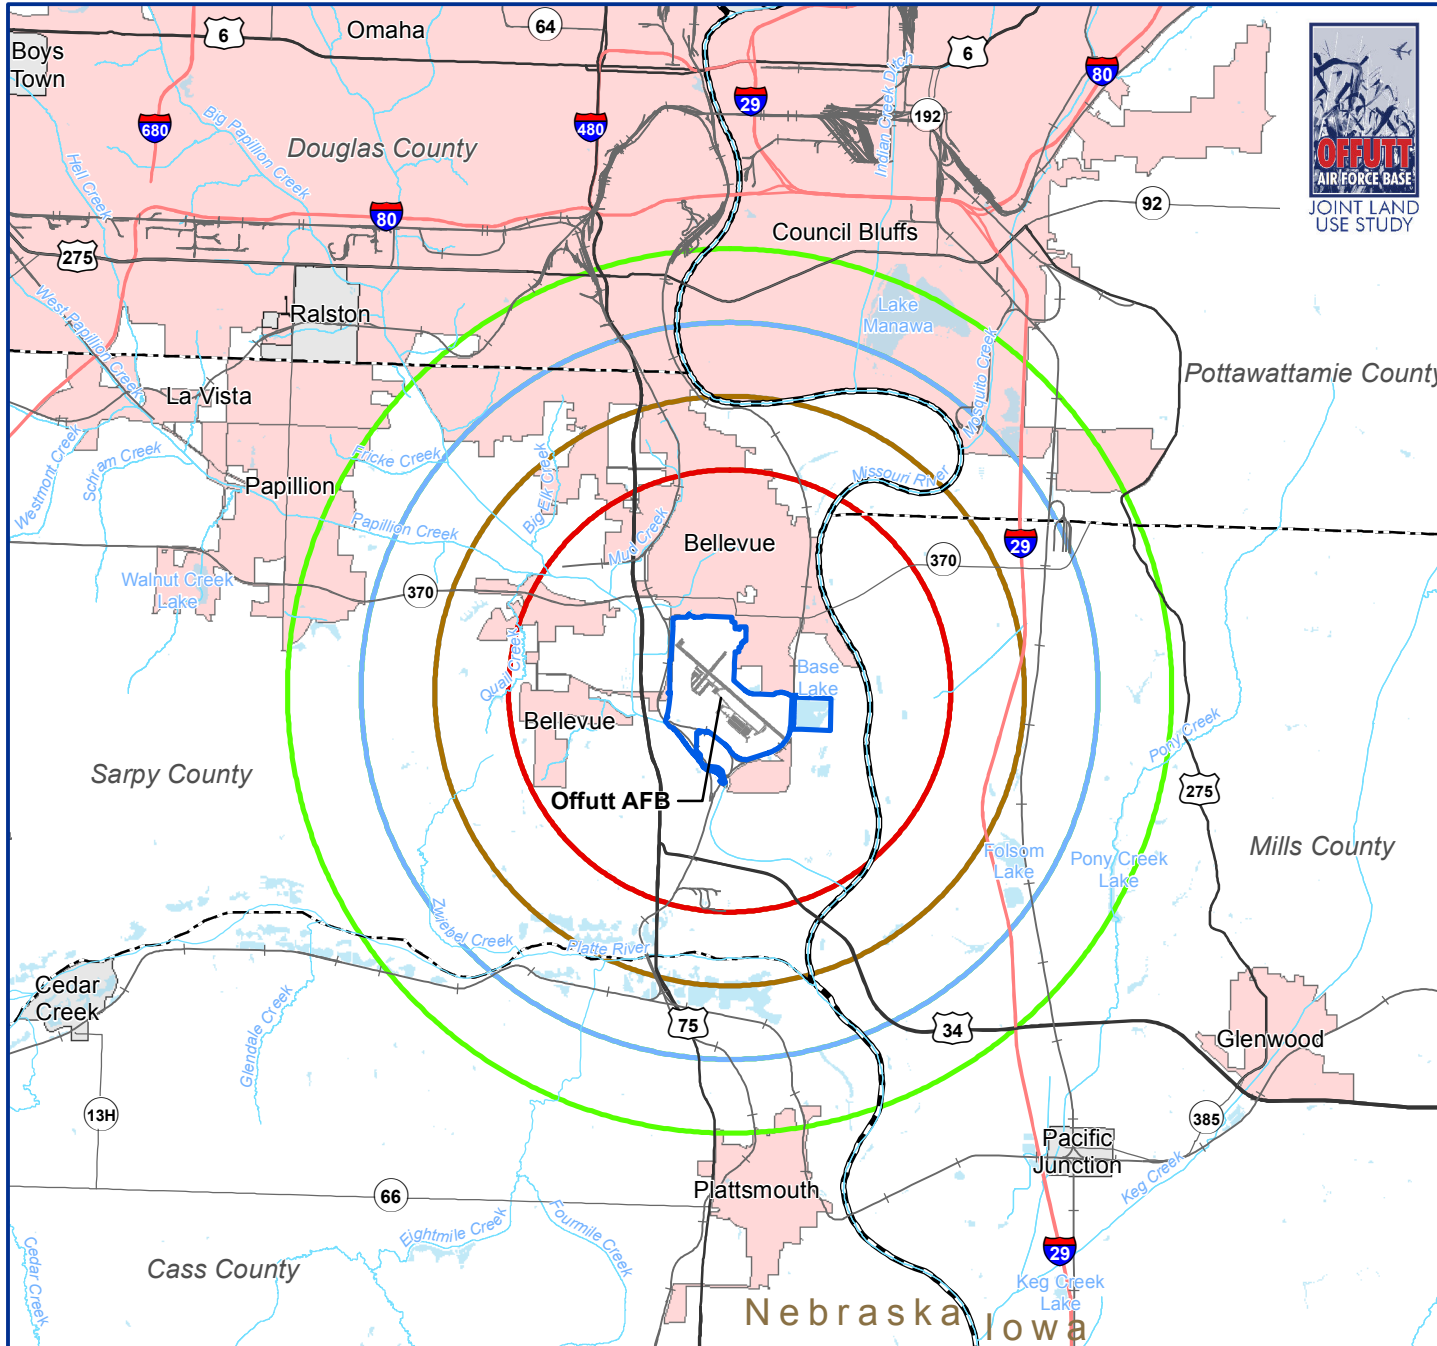 Omaha
64
6
6
Boys
Town
80
29
680
480
192
Big Papillion Creek
Indian Creek Ditch
Douglas County
Hell Creek
OFFUTT
AIR FORCE BASE
JOINT LAND
USE STUDY
92
80
Council Bluffs
275
West Papillion Creek
Ralston
Lake
Manawa
Mosquito Creek
Pottawattamie County
La Vista
Westmont Creek
Schram Creek
Tricke Creek
Big Elk Creek
Missouri River
Papillion
Papillion Creek
Mud Creek
Bellevue
29
370
Walnut Creek
Lake
370
Quail Creek
Base
Lake
Bellevue
Pony Creek
Sarpy County
Offutt AFB
275
Folsom
Lake
Pony Creek
Lake
Mills County
Zwiebel Creek
Platte River
Cedar
Creek
Glendale Creek
75
34
Glenwood
13H
385
Pacific
Junction
Keg Creek
66
Plattsmouth
Eightmile Creek
Fourmile Creek
Cedar Creek
Cass County
29
Keg Creek
Lake
Nebraska
Iowa